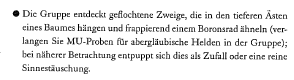 ● Die Gruppe entdeckt geflochtene Zweige, die in den tieferen Ästen
eines Baumes hängen und frappierend einem Boronsrad ähneln (ver-
langen Sie MU-Proben für abergläubische Helden in der Gruppe);
bei näherer Betrachtung entpuppt sich dies als Zufall oder eine reine
Sinnestäuschung.